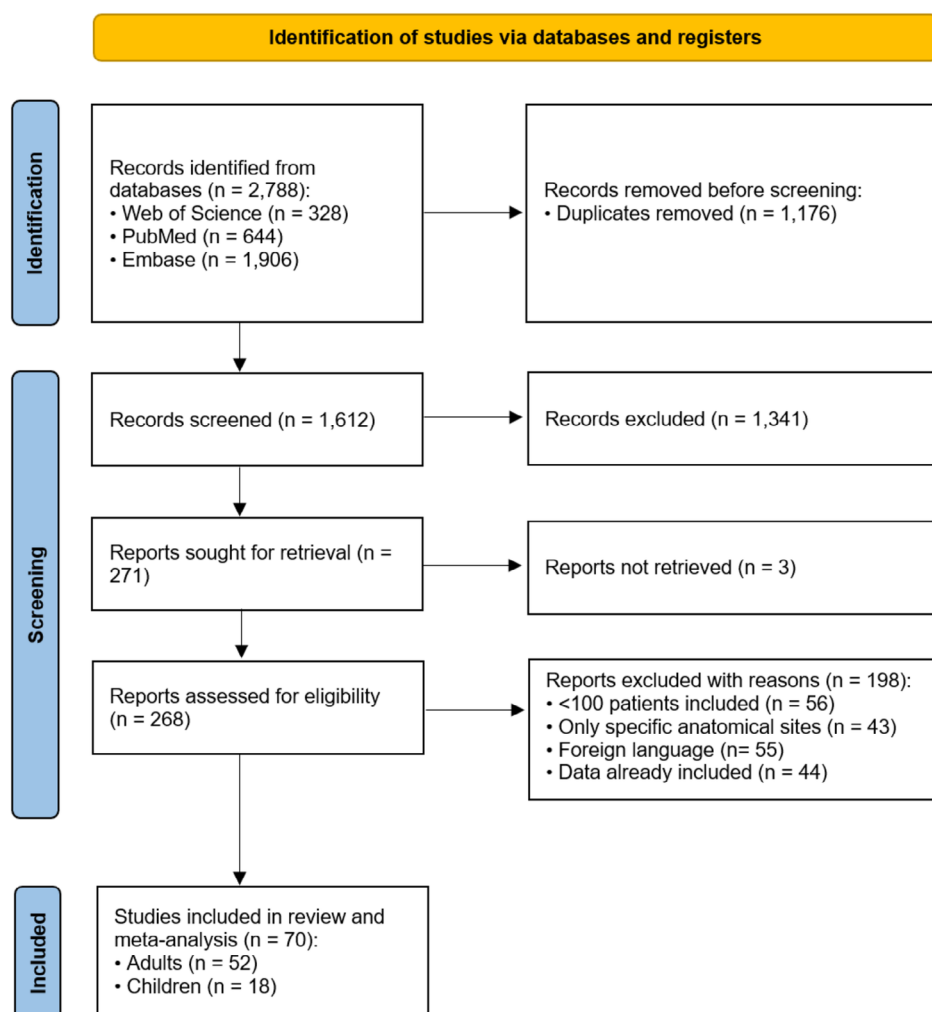 Identification of studies via databases and registers
Identification
Records identified from
databases (n = 2,788):
• Web of Science (n = 328)
• PubMed (n = 644)
• Embase (n = 1,906)
Records removed before screening:
• Duplicates removed (n = 1,176)
Screening
Records screened (n = 1,612)
Records excluded (n = 1,341)
Reports sought for retrieval (n =
271)
Reports not retrieved (n = 3)
Reports assessed for eligibility
(n = 268)
Reports excluded with reasons (n = 198):
• <100 patients included (n = 56)
• Only specific anatomical sites (n = 43)
• Foreign language (n= 55)
• Data already included (n = 44)
Included
Studies included in review and
meta-analysis (n = 70):
• Adults (n = 52)
• Children (n = 18)